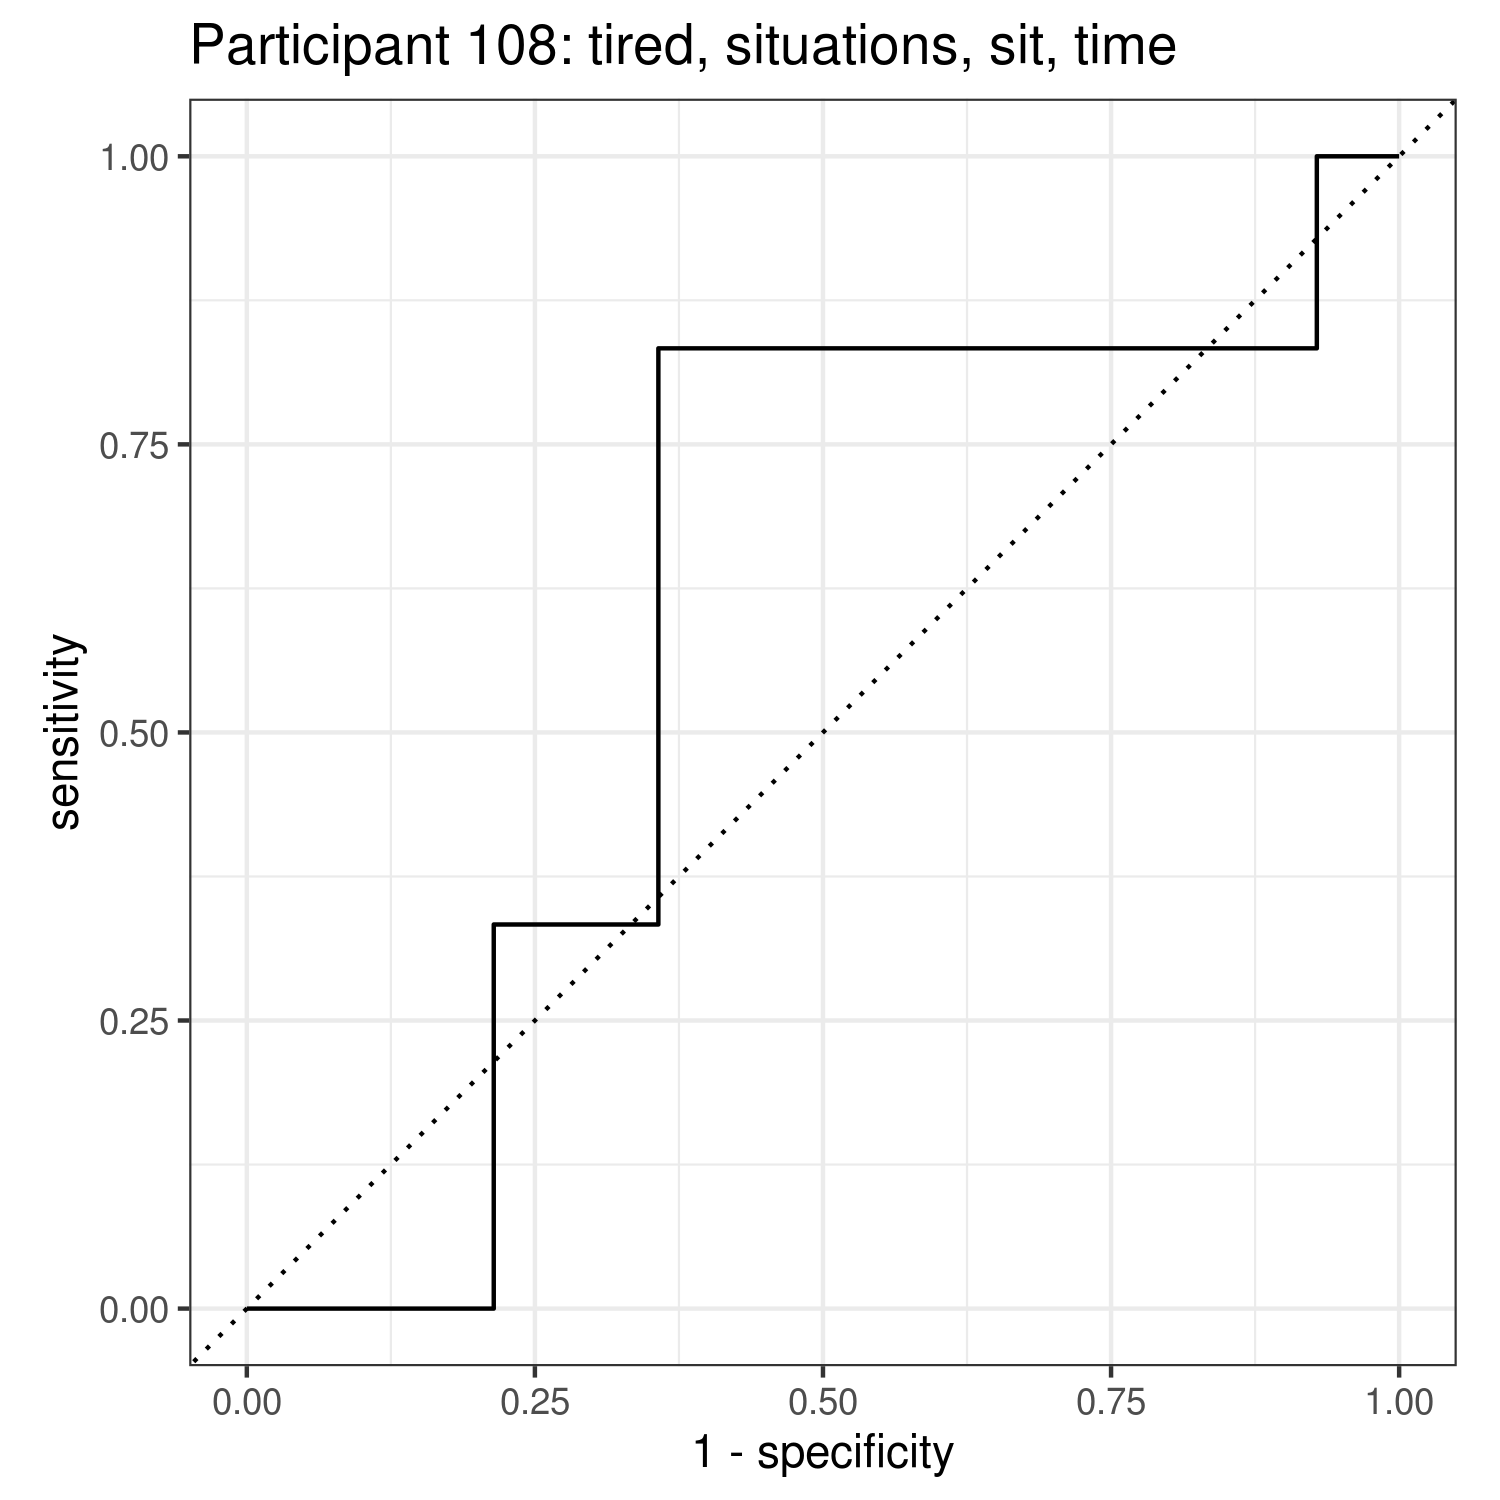 Participant 108: tired, situations, sit, time
1.00
0.75
0.50
0.25
0.00
sensitivity
0.00 0.25 0.50 0.75 1.00
1 - specificity